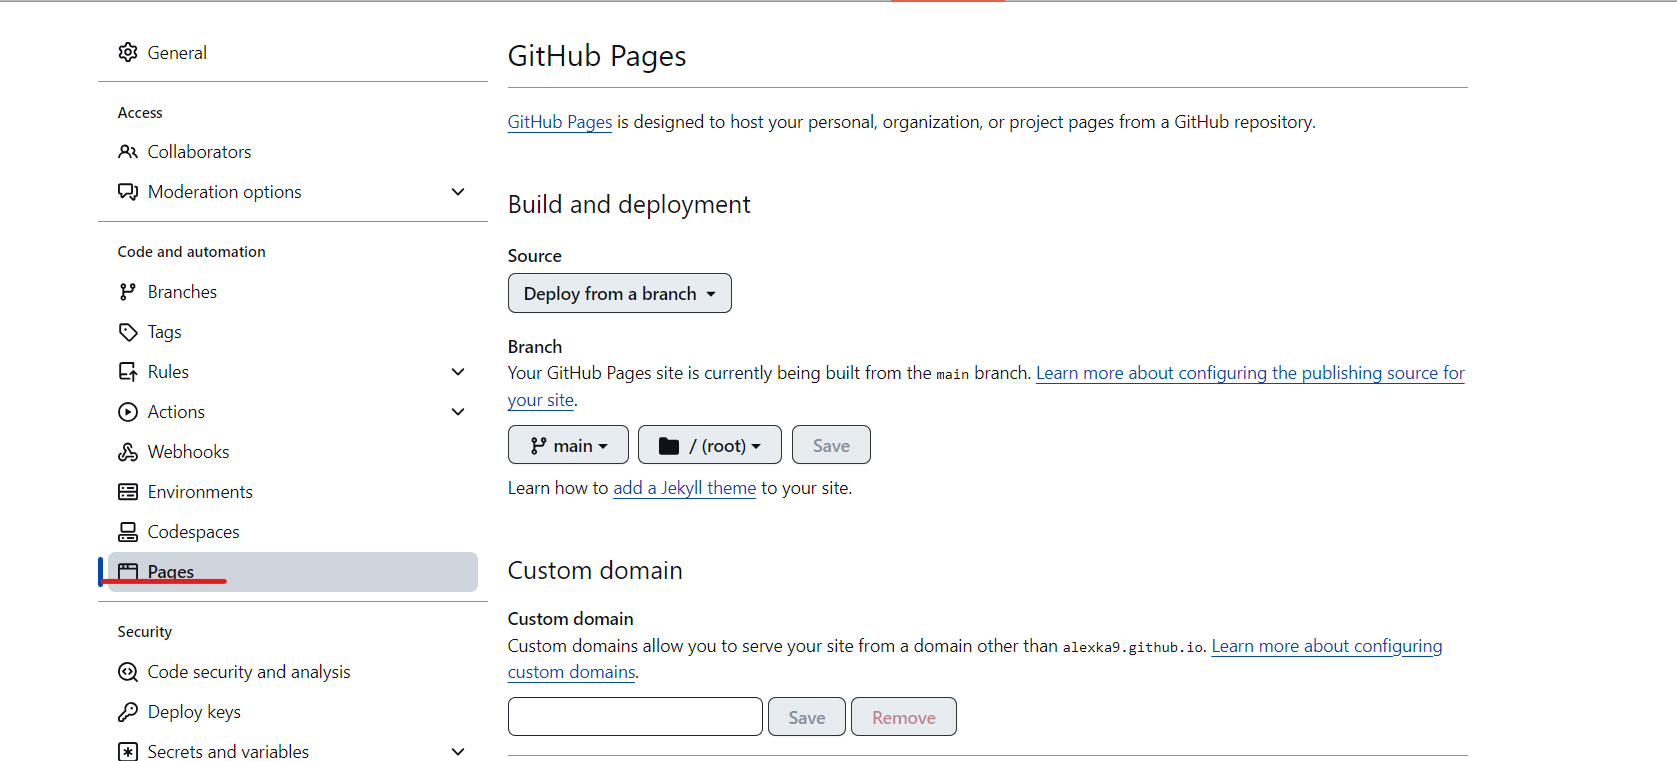 General
Access
Collaborators
Moderation options
Code and automation
Branches
Tags
Rules
Actions
Webhooks
Environments
Codespaces
Pages
Security
Code security and analysis
Deploy keys
Secrets and variables
GitHub Pages
GitHub Pages is designed to host your personal, organization, or project pages from a GitHub repository.
Build and deployment
Source
Deploy from a branch
Branch
Your GitHub Pages site is currently being built from the main branch. Learn more about configuring the publishing source for
your site.
main / (root) Save
Learn how to add a Jekyll theme to your site.
Custom domain
Custom domain
Custom domains allow you to serve your site from a domain other than alexka9.github.io. Learn more about configuring
custom domains.
Save Remove